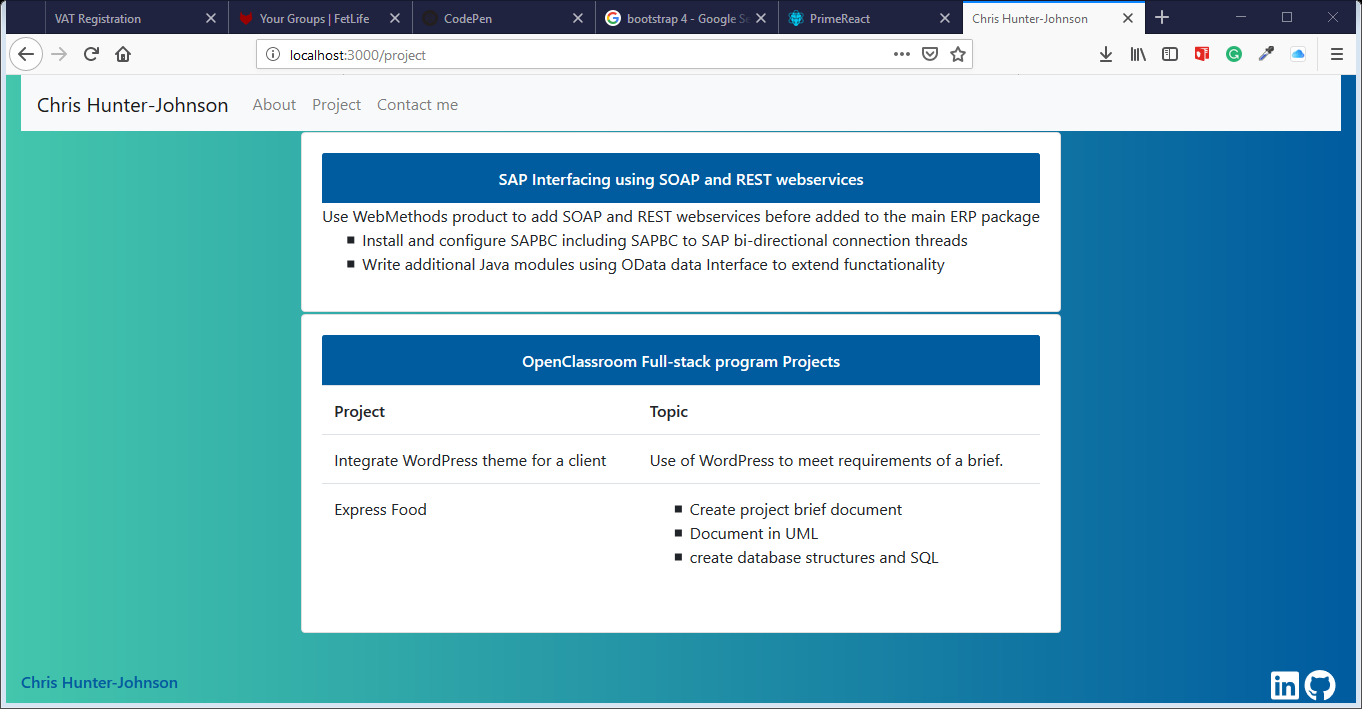 VAT Registration
Your Groups | FetLife
CodePen
bootstrap 4 - Google Se
PrimeReact
Chris Hunter-Johnson
localhost:3000/project
Chris Hunter-Johnson About Project Contact me
SAP Interfacing using SOAP and REST webservices
Use WebMethods product to add SOAP and REST webservices before added to the main ERP package
Install and configure SAPBC including SAPBC to SAP bi-directional connection threads
Write additional Java modules using OData data Interface to extend functationality
OpenClassroom Full-stack program Projects
Project Topic
Integrate WordPress theme for a client Use of WordPress to meet requirements of a brief.
Express Food
Create project brief document
Document in UML
create database structures and SQL
Chris Hunter-Johnson
in